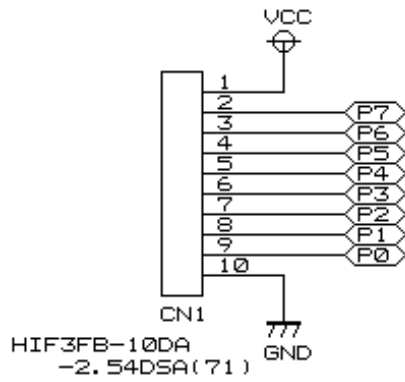 VCC
1
2 P7
3 P6
4 P5
5 P4
6 P3
7 P2
8 P1
9 P0
10
CN1
HIF3FB-10DA
-2.54DSA(71)
GND